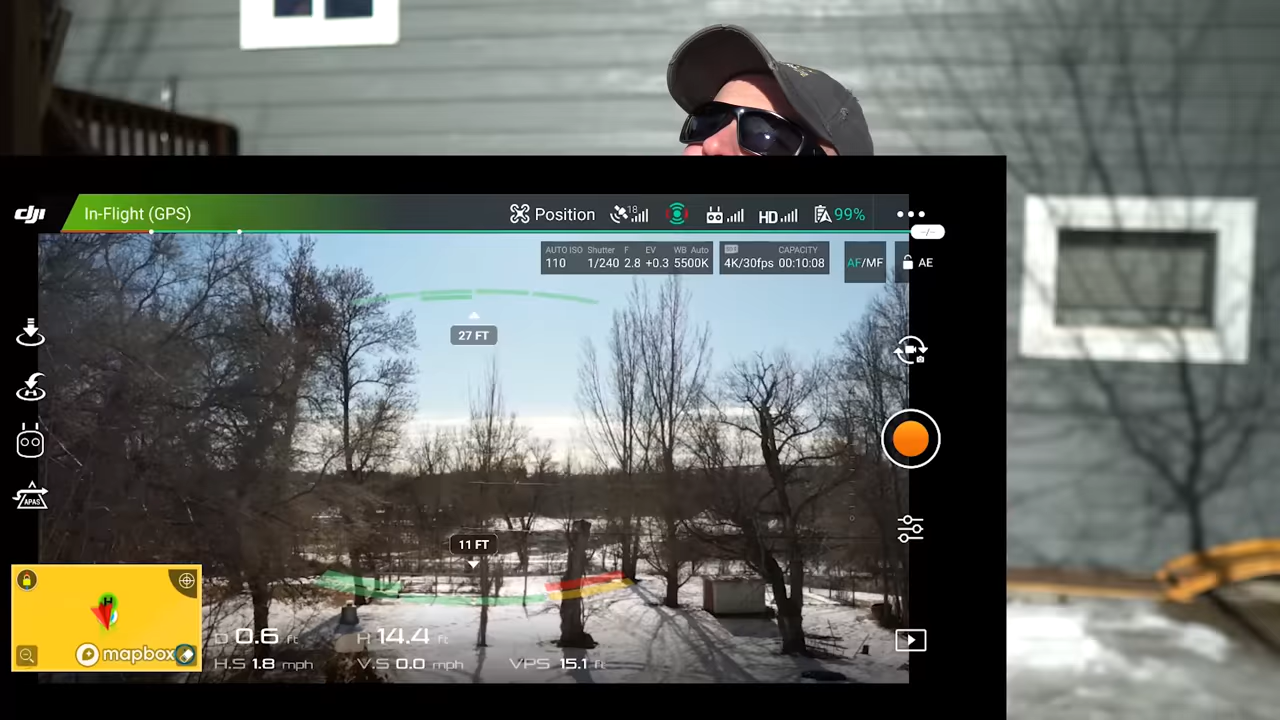 dji In-Flight (GPS) 18 Position HD 99%
-/-
AUTO ISO Shutter F EV WB Auto CAPACITY
110 1/240 2.8 +0.3 5500K 4K/30fps 00:10:08 AF/MF AE
27 FT
APAS
11 FT
H
D 0.6 ft H 14.4 ft
mapbox
H.S 1.8 mph V.S 0.0 mph VPS 15.1 ft